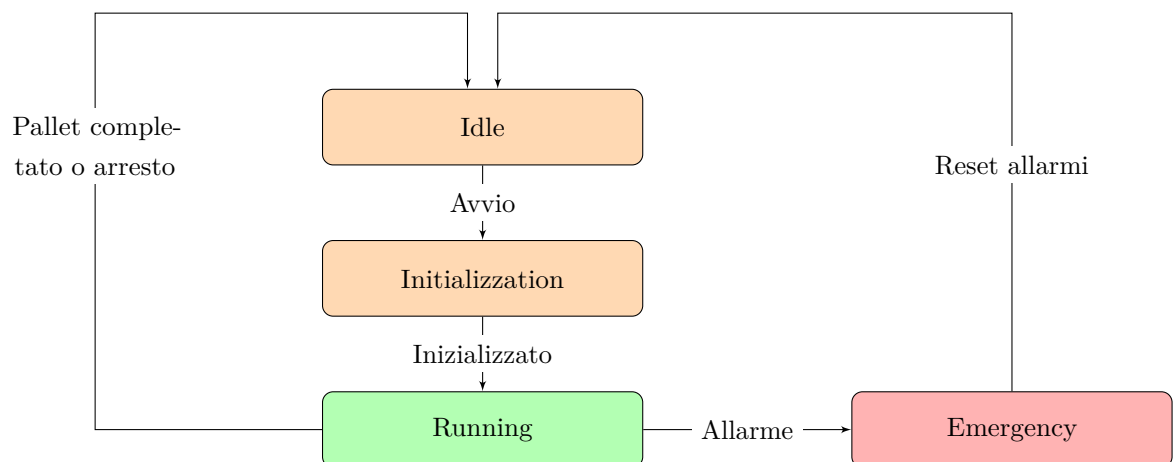 Idle
Pallet comple-
tato o arresto
Reset allarmi
Avvio
Initializzation
Inizializzato
Running
Allarme
Emergency